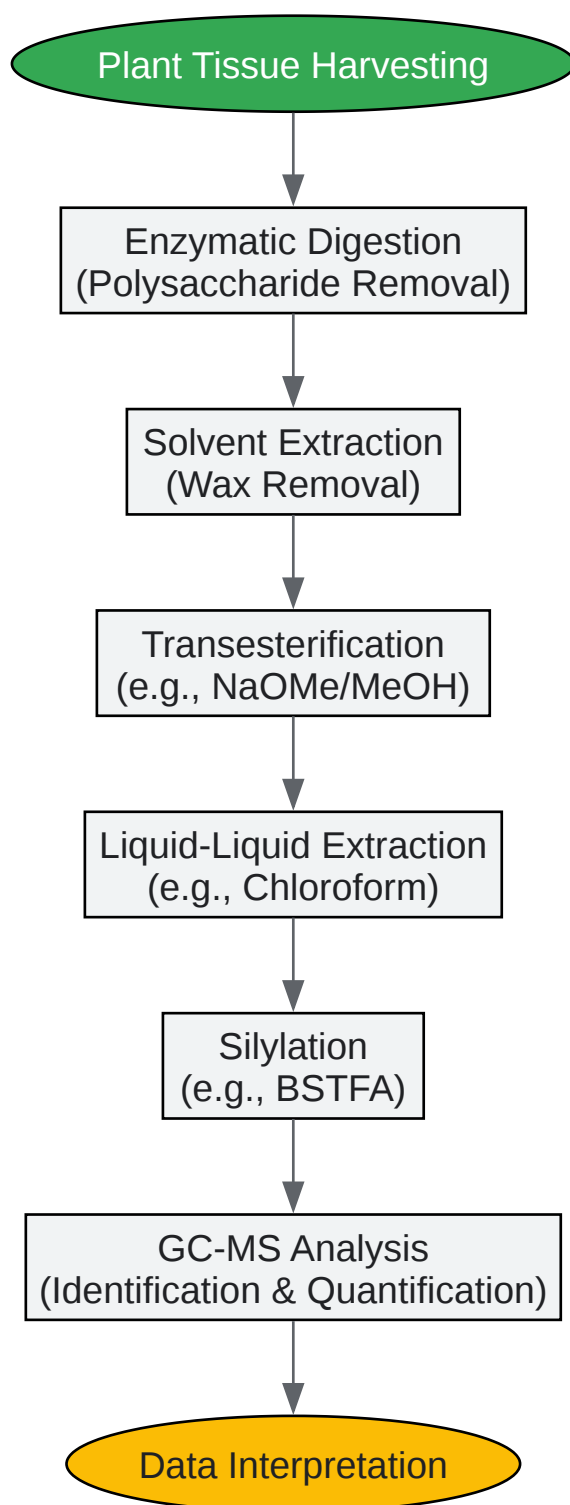 Plant Tissue Harvesting
Enzymatic Digestion
(Polysaccharide Removal)
Solvent Extraction
(Wax Removal)
Transesterification
(e.g., NaOMe/MeOH)
Liquid-Liquid Extraction
(e.g., Chloroform)
Silylation
(e.g., BSTFA)
GC-MS Analysis
(Identification & Quantification)
Data Interpretation